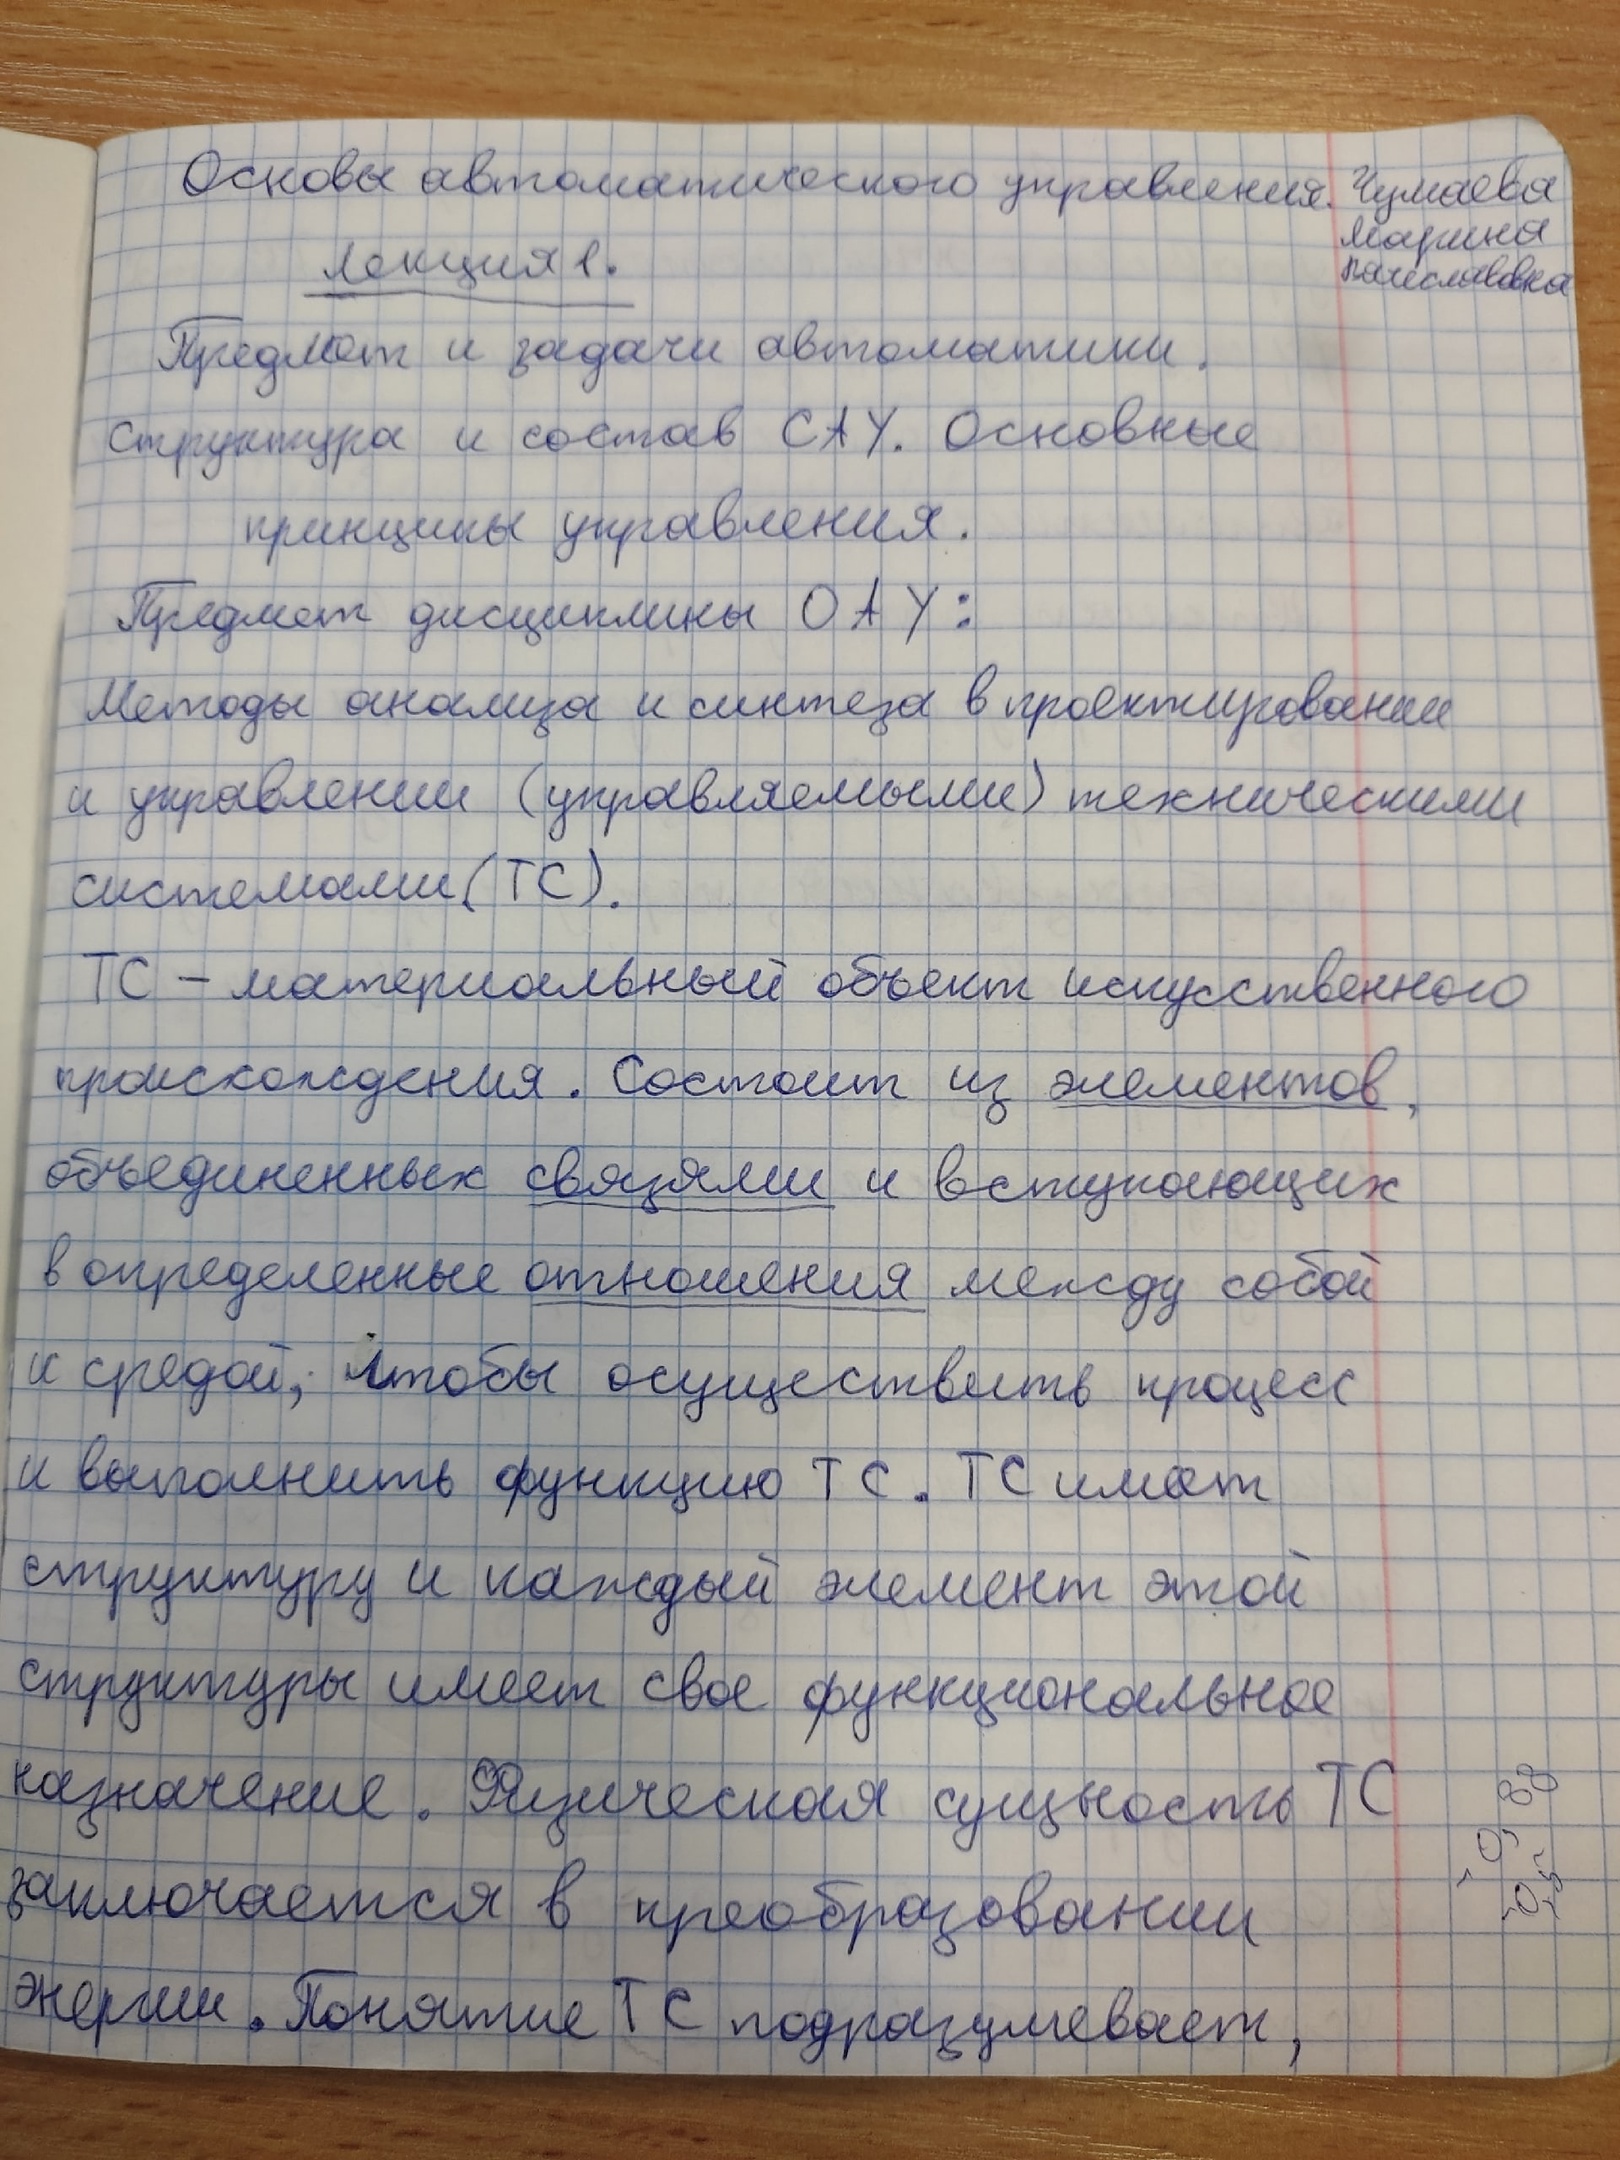 Основы автоматического управления. Чумаева
Марина
Вячеславовна
Лекция 1.
Предмет и задачи автоматики.
Структура и состав САУ. Основные
принципы управления.
Предмет дисциплины ОАУ:
Методы анализа и синтеза в проектировании
и управлении (управляемыми) техническими
системами (ТС).
ТС – материальный объект искусственного
происхождения. Состоит из элементов,
объединенных связями и вступающих
в определенные отношения между собой
и средой, чтобы осуществить процесс
и выполнить функцию ТС. ТС имеет
структуру и каждый элемент этой
структуры имеет свое функциональное
назначение. Физическая сущность ТС
заключается в преобразовании
энергии. Понятие ТС подразумевает,